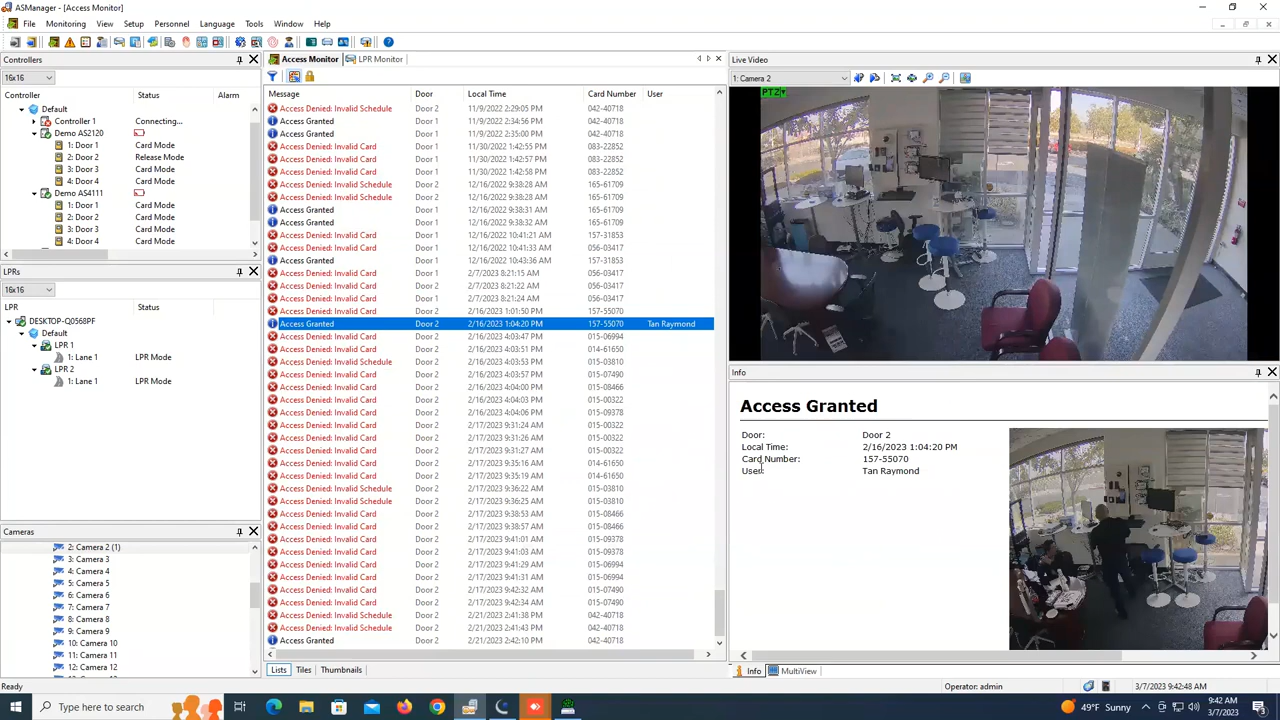 ASManager - [Access Monitor]
File Monitoring View Setup Personnel Language Tools Window Help
Controllers
16x16
Controller Status Alarm
Default
Controller 1 Connecting...
Demo AS2120
1: Door 1 Card Mode
2: Door 2 Release Mode
3: Door 3 Card Mode
4: Door 4 Card Mode
Demo AS4111
1: Door 1 Card Mode
2: Door 2 Card Mode
3: Door 3 Card Mode
4: Door 4 Card Mode
LPRs
16x16
LPR Status
DESKTOP-Q0568PF
Default
LPR 1
1: Lane 1 LPR Mode
LPR 2
1: Lane 1 LPR Mode
Cameras
2: Camera 2 (1)
3: Camera 3
4: Camera 4
5: Camera 5
6: Camera 6
7: Camera 7
8: Camera 8
9: Camera 9
10: Camera 10
11: Camera 11
12: Camera 12
Access Monitor LPR Monitor
Message Door Local Time Card Number User
Access Denied: Invalid Schedule Door 2 11/9/2022 2:29:05 PM 042-40718
Access Granted Door 1 11/9/2022 2:34:56 PM 042-40718
Access Granted Door 1 11/9/2022 2:35:00 PM 042-40718
Access Denied: Invalid Card Door 1 11/30/2022 1:42:55 PM 083-22852
Access Denied: Invalid Card Door 1 11/30/2022 1:42:57 PM 083-22852
Access Denied: Invalid Card Door 1 11/30/2022 1:42:58 PM 083-22852
Access Denied: Invalid Schedule Door 2 12/16/2022 9:38:28 AM 165-61709
Access Denied: Invalid Schedule Door 2 12/16/2022 9:38:28 AM 165-61709
Access Granted Door 1 12/16/2022 9:38:31 AM 165-61709
Access Granted Door 1 12/16/2022 9:38:32 AM 165-61709
Access Denied: Invalid Card Door 1 12/16/2022 10:41:21 AM 157-31853
Access Denied: Invalid Card Door 2 12/16/2022 10:41:33 AM 056-03417
Access Granted Door 1 12/16/2022 10:43:36 AM 157-31853
Access Denied: Invalid Card Door 1 2/7/2023 8:21:15 AM 056-03417
Access Denied: Invalid Card Door 2 2/7/2023 8:21:22 AM 056-03417
Access Denied: Invalid Card Door 1 2/7/2023 8:21:24 AM 056-03417
Access Denied: Invalid Card Door 2 2/16/2023 1:01:50 PM 157-55070
Access Granted Door 2 2/16/2023 1:04:20 PM 157-55070 Tan Raymond
Access Denied: Invalid Card Door 2 2/16/2023 4:03:47 PM 015-06994
Access Denied: Invalid Card Door 2 2/16/2023 4:03:51 PM 014-61650
Access Denied: Invalid Schedule Door 2 2/16/2023 4:03:53 PM 015-03810
Access Denied: Invalid Card Door 2 2/16/2023 4:03:57 PM 015-07490
Access Denied: Invalid Card Door 2 2/16/2023 4:04:00 PM 015-08466
Access Denied: Invalid Card Door 2 2/16/2023 4:04:03 PM 015-00322
Access Denied: Invalid Card Door 2 2/16/2023 4:04:06 PM 015-09378
Access Denied: Invalid Card Door 2 2/17/2023 9:31:24 AM 015-00322
Access Denied: Invalid Card Door 2 2/17/2023 9:31:26 AM 015-00322
Access Denied: Invalid Card Door 2 2/17/2023 9:31:27 AM 015-00322
Access Denied: Invalid Card Door 2 2/17/2023 9:35:16 AM 014-61650
Access Denied: Invalid Card Door 2 2/17/2023 9:35:19 AM 014-61650
Access Denied: Invalid Schedule Door 2 2/17/2023 9:36:22 AM 015-03810
Access Denied: Invalid Schedule Door 2 2/17/2023 9:36:25 AM 015-03810
Access Denied: Invalid Card Door 2 2/17/2023 9:38:53 AM 015-08466
Access Denied: Invalid Card Door 2 2/17/2023 9:38:57 AM 015-08466
Access Denied: Invalid Card Door 2 2/17/2023 9:41:01 AM 015-09378
Access Denied: Invalid Card Door 2 2/17/2023 9:41:03 AM 015-09378
Access Denied: Invalid Card Door 2 2/17/2023 9:41:29 AM 015-06994
Access Denied: Invalid Card Door 2 2/17/2023 9:41:31 AM 015-06994
Access Denied: Invalid Card Door 2 2/17/2023 9:42:32 AM 015-07490
Access Denied: Invalid Card Door 2 2/17/2023 9:42:34 AM 015-07490
Access Denied: Invalid Schedule Door 2 2/21/2023 2:41:38 PM 042-40718
Access Denied: Invalid Schedule Door 2 2/21/2023 2:41:43 PM 042-40718
Access Granted Door 2 2/21/2023 2:42:10 PM 042-40718
Lists Tiles Thumbnails
Live Video
1: Camera 2
PTZ
Info
Access Granted
Door: Door 2
Local Time: 2/16/2023 1:04:20 PM
Card Number: 157-55070
User: Tan Raymond
Info MultiView
Ready Operator: admin 3/7/2023 9:42:48 AM
Type here to search 49°F Sunny 9:42 AM
3/7/2023